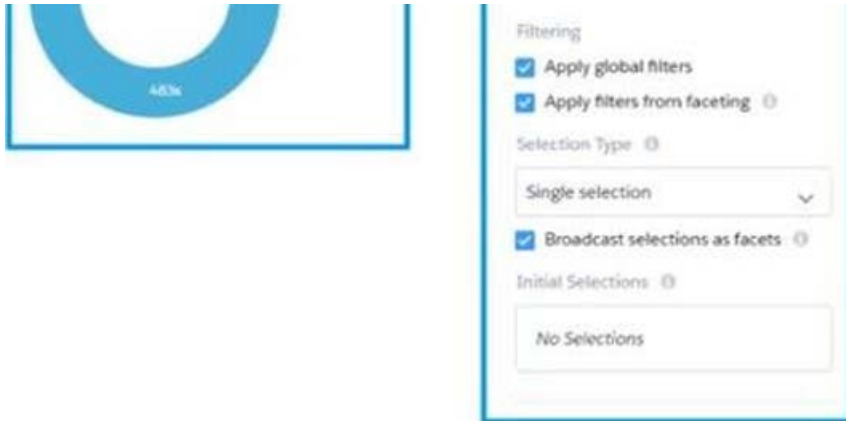 483k
Filtering
Apply global filters
Apply filters from faceting
Selection Type
Single selection
Broadcast selections as facets
Initial Selections
No Selections